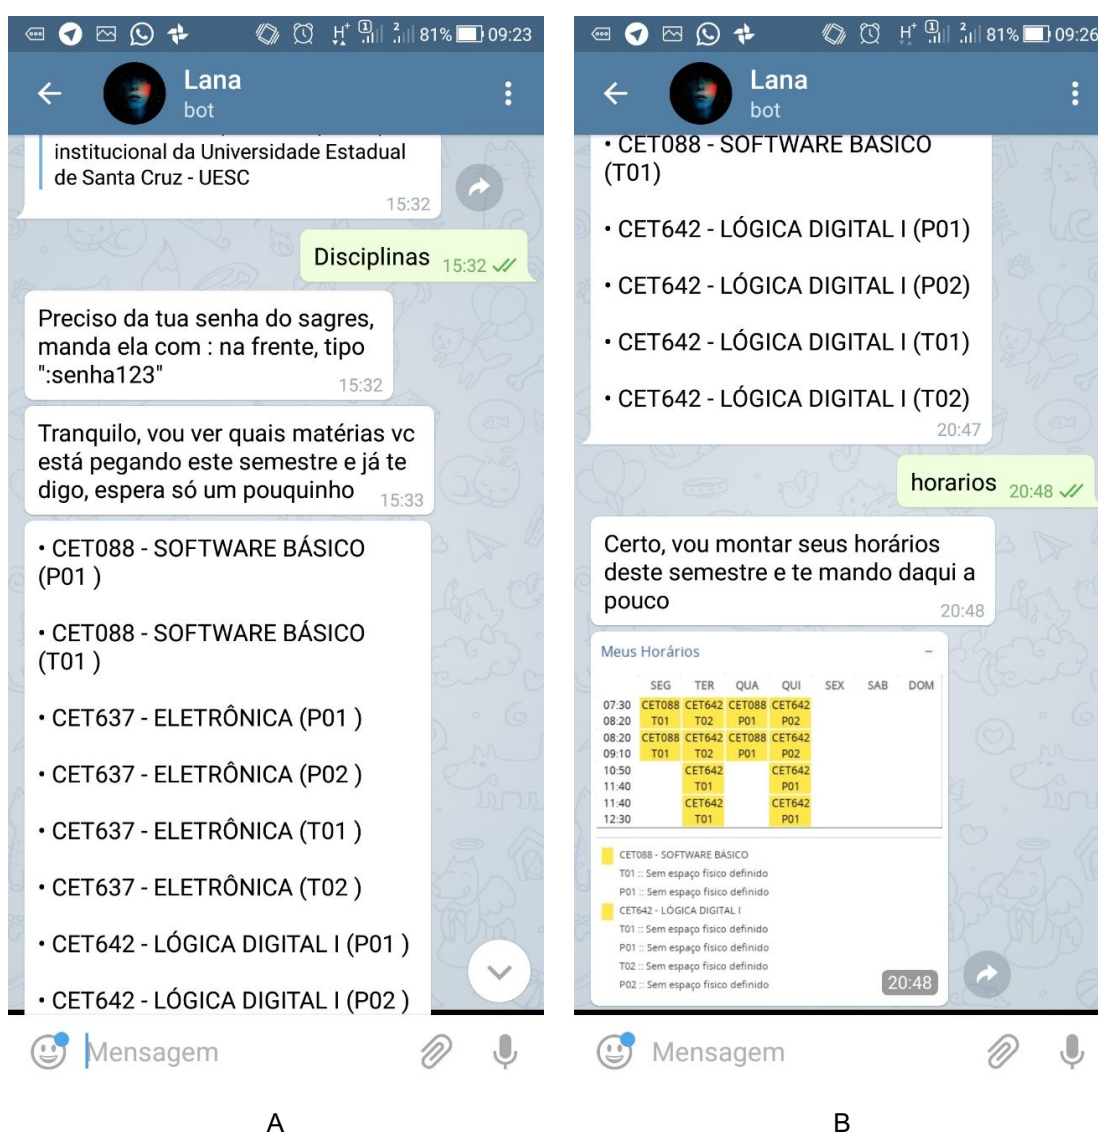 81% 09:23
Lana
bot
institucional da Universidade Estadual
de Santa Cruz - UESC
15:32
Disciplinas 15:32
Preciso da tua senha do sagres,
manda ela com : na frente, tipo
":senha123"
15:32
Tranquilo, vou ver quais matérias vc
está pegando este semestre e já te
digo, espera só um pouquinho 15:33
• CET088 - SOFTWARE BÁSICO
(P01 )
• CET088 - SOFTWARE BÁSICO
(T01 )
• CET637 - ELETRÔNICA (P01 )
• CET637 - ELETRÔNICA (P02 )
• CET637 - ELETRÔNICA (T01 )
• CET637 - ELETRÔNICA (T02 )
• CET642 - LÓGICA DIGITAL I (P01 )
• CET642 - LÓGICA DIGITAL I (P02 )
Mensagem
A
H+ 1 2 81% 09:26
Lana
bot
• CET088 - SOFTWARE BÁSICO
(T01)
• CET642 - LÓGICA DIGITAL I (P01)
• CET642 - LÓGICA DIGITAL I (P02)
• CET642 - LÓGICA DIGITAL I (T01)
• CET642 - LÓGICA DIGITAL I (T02)
20:47
horarios 20:48
Certo, vou montar seus horários
deste semestre e te mando daqui a
pouco
20:48
Meus Horários –
SEG TER QUA QUI SEX SAB DOM
07:30 CET088 CET642 CET088 CET642
08:20 T01 T02 P01 P02
08:20 CET088 CET642 CET088 CET642
09:10 T01 T02 P01 P02
10:50 CET642 CET642
11:40 T01 P01
11:40 CET642 CET642
12:30 T01 P01
CET088 - SOFTWARE BÁSICO
T01 :: Sem espaço físico definido
P01 :: Sem espaço físico definido
CET642 - LÓGICA DIGITAL I
T01 :: Sem espaço físico definido
P01 :: Sem espaço físico definido
T02 :: Sem espaço físico definido
P02 :: Sem espaço físico definido
20:48
Mensagem
B